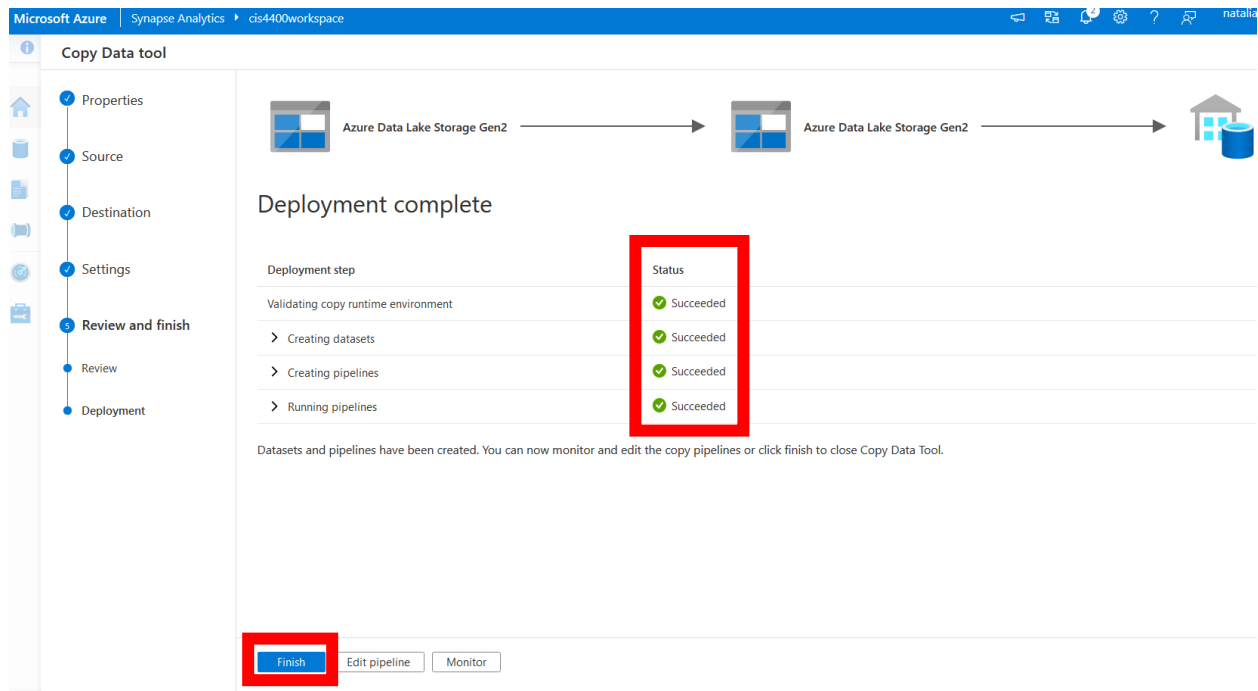 Microsoft Azure Synapse Analytics cis4400workspace 2 ? natalia
Copy Data tool
Properties
Source
Destination
Settings
5 Review and finish
Review
Deployment
Azure Data Lake Storage Gen2 Azure Data Lake Storage Gen2
Deployment complete
Deployment step Status
Validating copy runtime environment Succeeded
Creating datasets Succeeded
Creating pipelines Succeeded
Running pipelines Succeeded
Datasets and pipelines have been created. You can now monitor and edit the copy pipelines or click finish to close Copy Data Tool.
Finish Edit pipeline Monitor